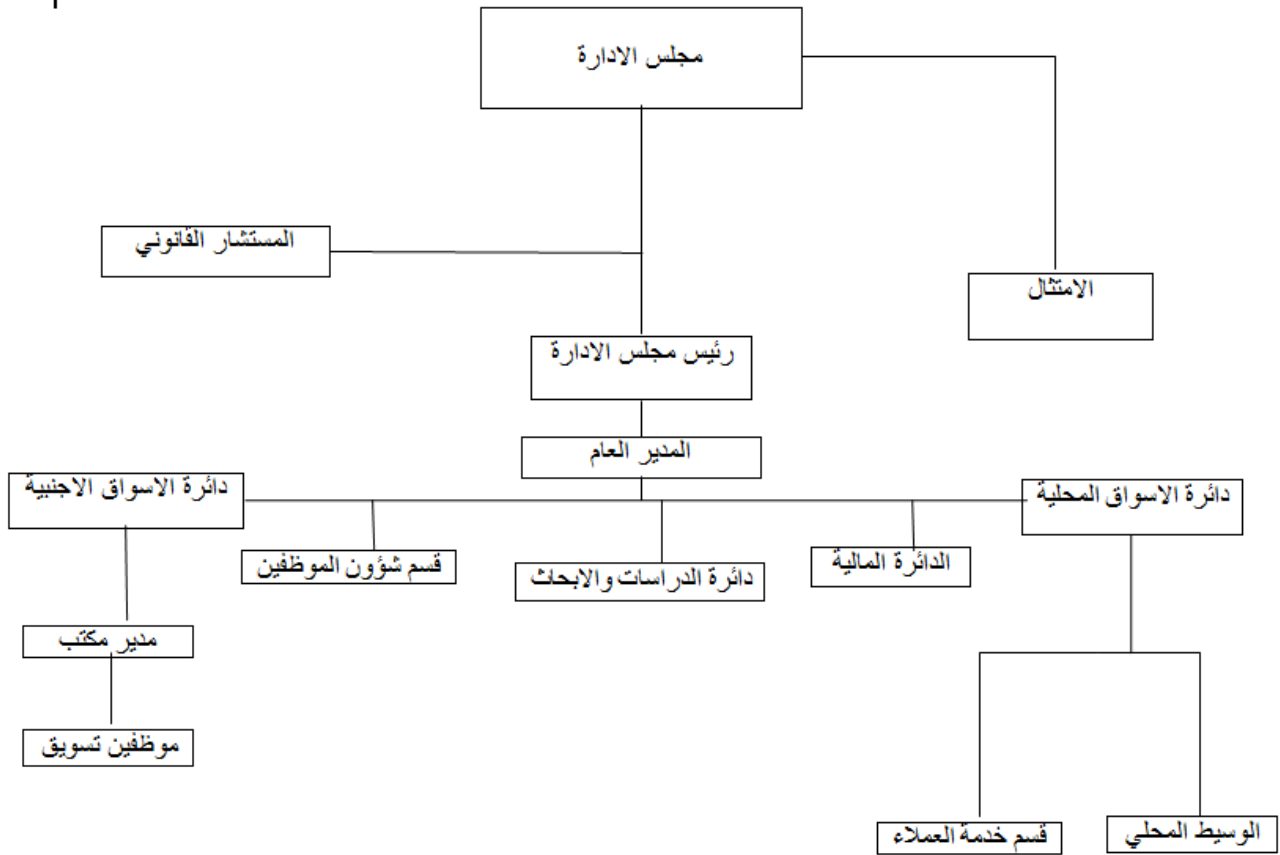 مجلس الادارة
المستشار القانوني
الامتثال
رئيس مجلس الادارة
المدير العام
دائرة الاسواق المحلية
دائرة الاسواق الاجنبية
الدائرة المالية
دائرة الدراسات والابحاث
قسم شؤون الموظفين
مدير مكتب
موظفين تسويق
الوسيط المحلي
قسم خدمة العملاء